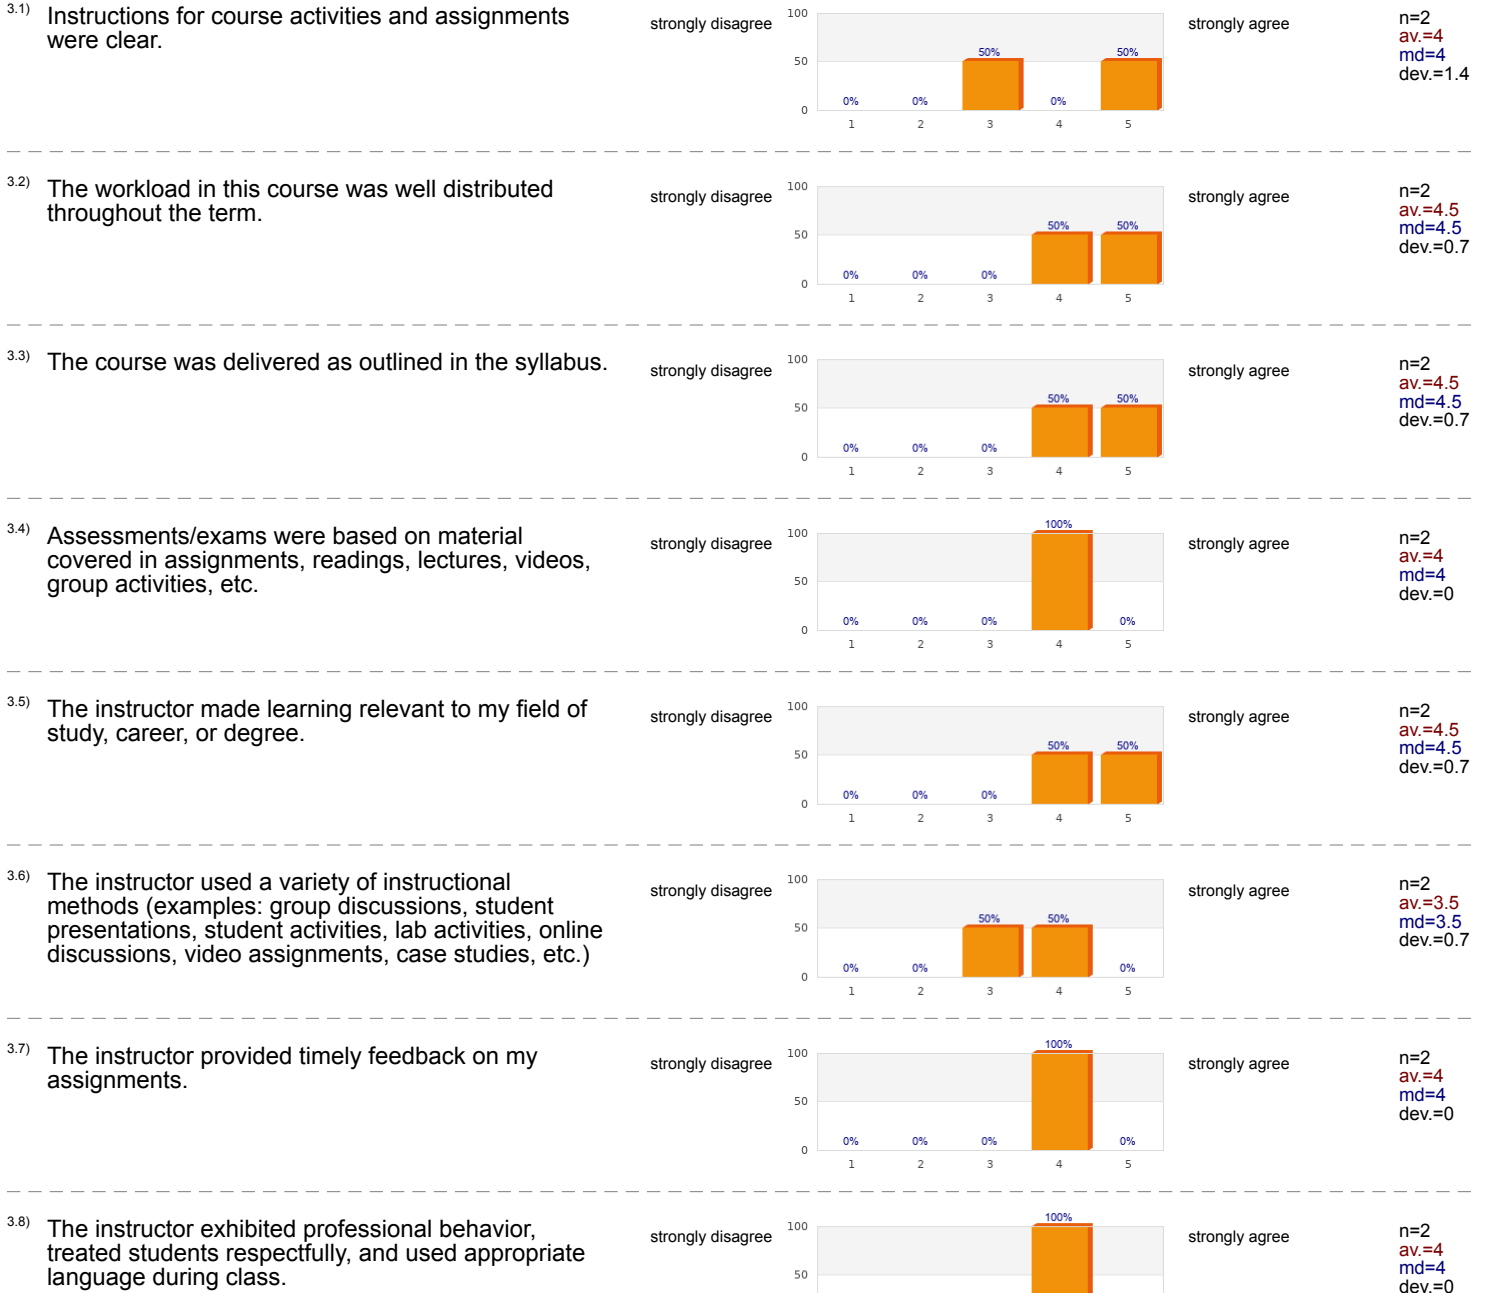 3.1) Instructions for course activities and assignments
were clear.
strongly disagree
100
50
0
0% 0% 50% 0% 50%
1 2 3 4 5
strongly agree
n=2
av.=4
md=4
dev.=1.4
3.2) The workload in this course was well distributed
throughout the term.
strongly disagree
100
50
0
0% 0% 0% 50% 50%
1 2 3 4 5
strongly agree
n=2
av.=4.5
md=4.5
dev.=0.7
3.3) The course was delivered as outlined in the syllabus.
strongly disagree
100
50
0
0% 0% 0% 50% 50%
1 2 3 4 5
strongly agree
n=2
av.=4.5
md=4.5
dev.=0.7
3.4) Assessments/exams were based on material
covered in assignments, readings, lectures, videos,
group activities, etc.
strongly disagree
100
50
0
0% 0% 0% 100% 0%
1 2 3 4 5
strongly agree
n=2
av.=4
md=4
dev.=0
3.5) The instructor made learning relevant to my field of
study, career, or degree.
strongly disagree
100
50
0
0% 0% 0% 50% 50%
1 2 3 4 5
strongly agree
n=2
av.=4.5
md=4.5
dev.=0.7
3.6) The instructor used a variety of instructional
methods (examples: group discussions, student
presentations, student activities, lab activities, online
discussions, video assignments, case studies, etc.)
strongly disagree
100
50
0
0% 0% 50% 50% 0%
1 2 3 4 5
strongly agree
n=2
av.=3.5
md=3.5
dev.=0.7
3.7) The instructor provided timely feedback on my
assignments.
strongly disagree
100
50
0
0% 0% 0% 100% 0%
1 2 3 4 5
strongly agree
n=2
av.=4
md=4
dev.=0
3.8) The instructor exhibited professional behavior,
treated students respectfully, and used appropriate
language during class.
strongly disagree
100
50
100%
strongly agree
n=2
av.=4
md=4
dev.=0